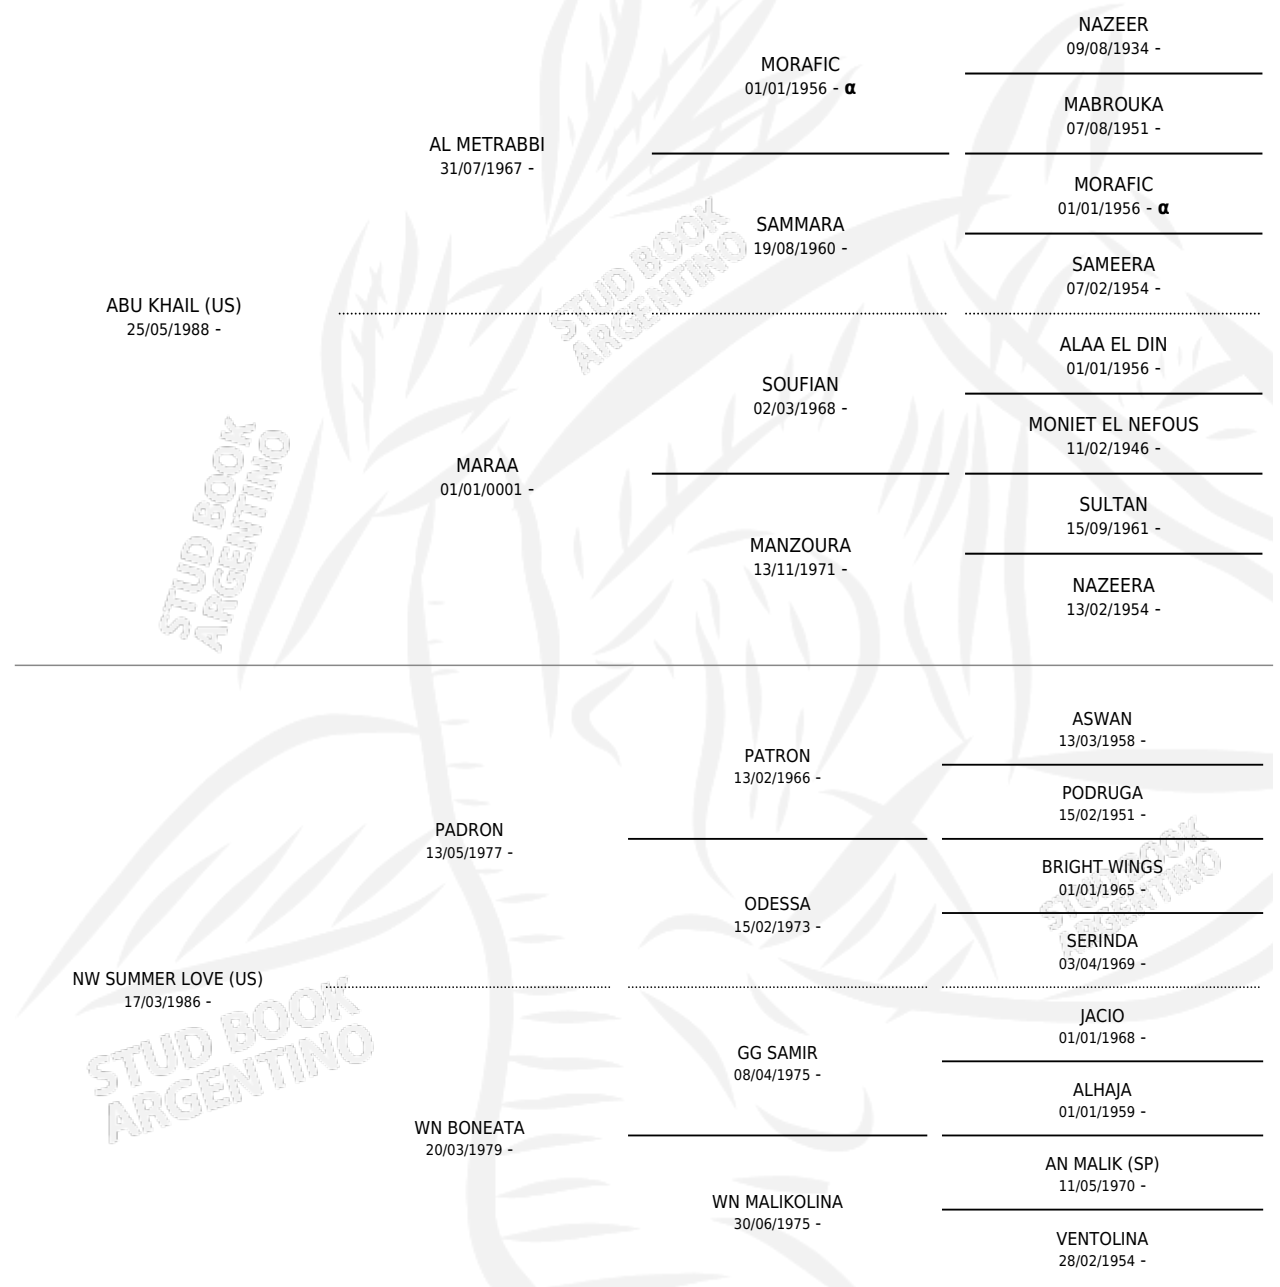 NAZEER
09/08/1934 -
MORAFIC
01/01/1956 - α
MABROUKA
07/08/1951 -
AL METRABBI
31/07/1967 -
MORAFIC
01/01/1956 - α
SAMMARA
19/08/1960 -
SAMEERA
07/02/1954 -
ABU KHAIL (US)
25/05/1988 -
ALAA EL DIN
01/01/1956 -
SOUFIAN
02/03/1968 -
MONIET EL NEFOUS
11/02/1946 -
MARAA
01/01/0001 -
SULTAN
15/09/1961 -
MANZOURA
13/11/1971 -
NAZEERA
13/02/1954 -
ASWAN
13/03/1958 -
PATRON
13/02/1966 -
PODRUGA
15/02/1951 -
PADRON
13/05/1977 -
BRIGHT WINGS
01/01/1965 -
ODESSA
15/02/1973 -
SERINDA
03/04/1969 -
NW SUMMER LOVE (US)
17/03/1986 -
JACIO
01/01/1968 -
GG SAMIR
08/04/1975 -
ALHAJA
01/01/1959 -
WN BONEATA
20/03/1979 -
AN MALIK (SP)
11/05/1970 -
WN MALIKOLINA
30/06/1975 -
VENTOLINA
28/02/1954 -
STUD BOOK
ARGENTINO
STUD BOOK
ARGENTINO
STUD BOOK
ARGENTINO
STUD BOOK
ARGENTINO